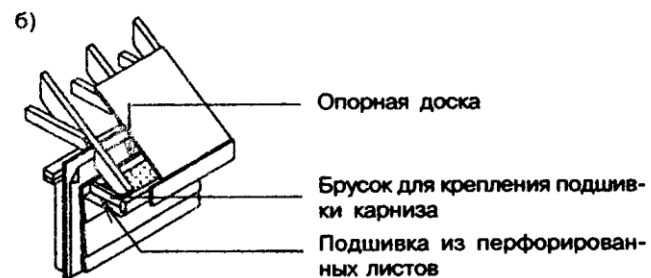 б)
Опорная доска
Брусок для крепления подшив-
ки карниза
Подшивка из перфорирован-
ных листов